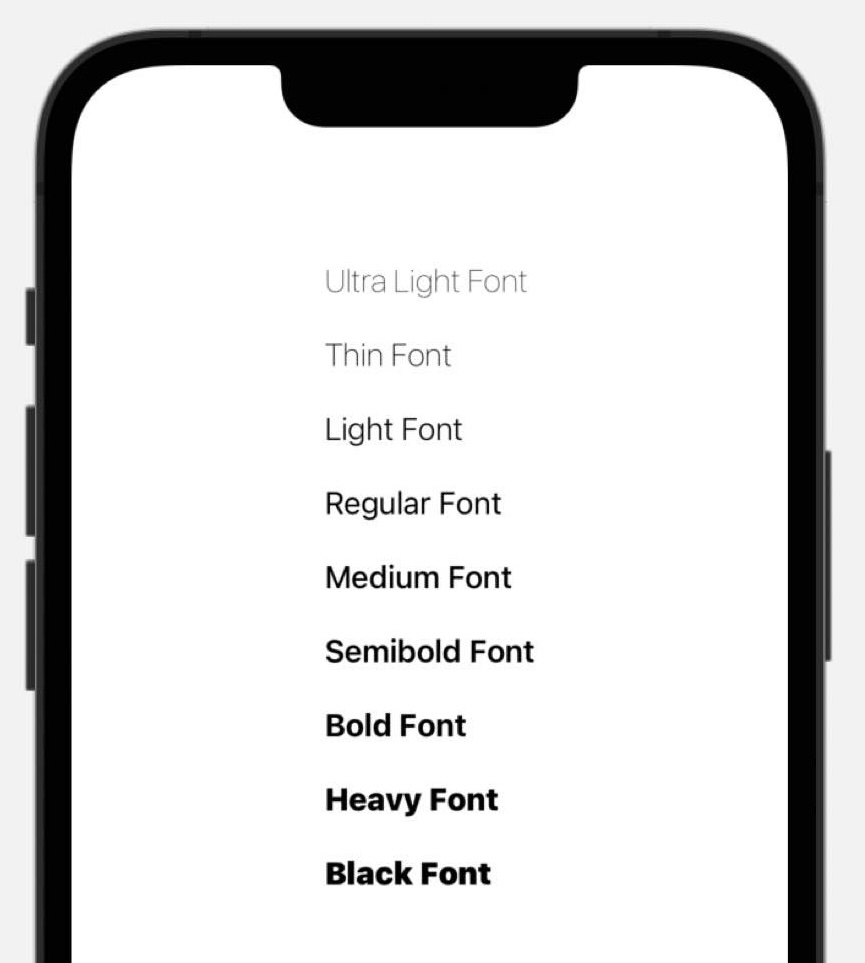 Ultra Light Font
Thin Font
Light Font
Regular Font
Medium Font
Semibold Font
Bold Font
Heavy Font
Black Font